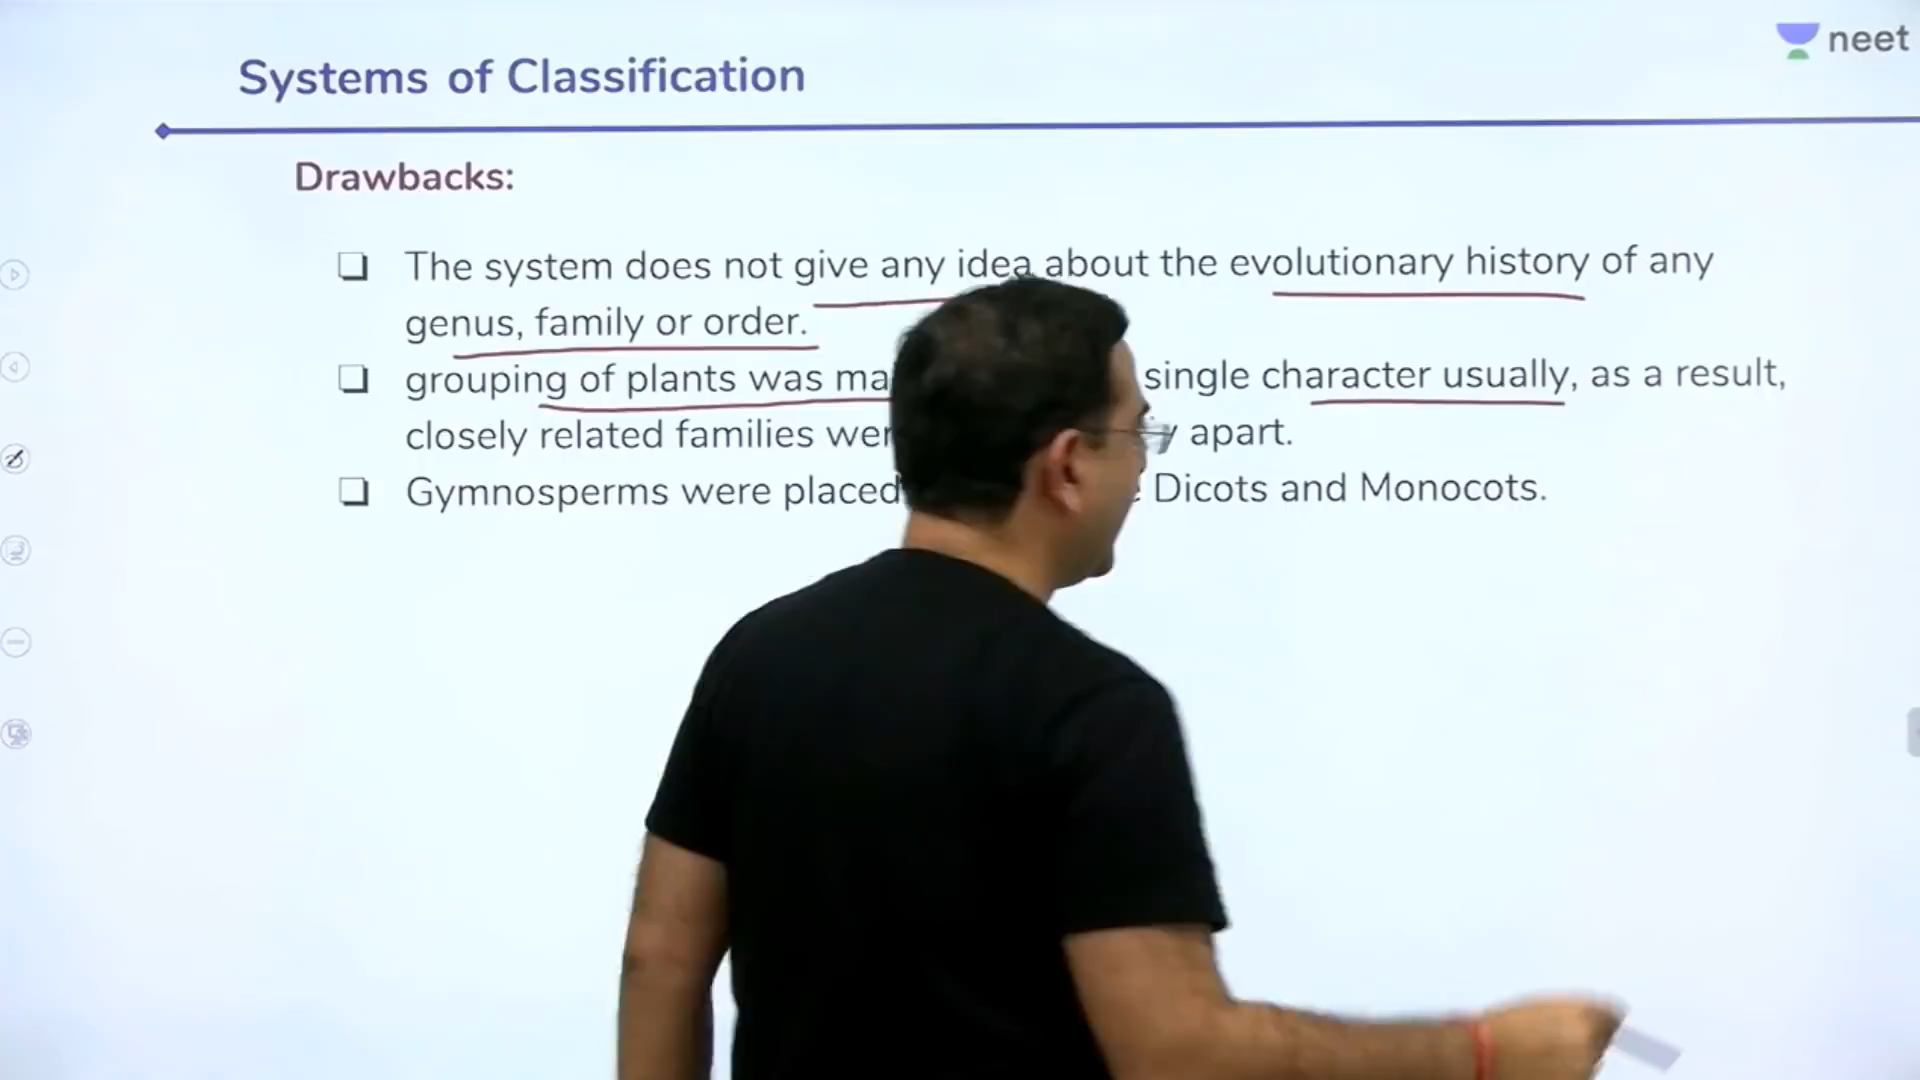 neet
Systems of Classification
Drawbacks:
The system does not give any idea about the evolutionary history of any
genus, family or order.
grouping of plants was single character usually, as a result,
closely related families apart.
Gymnosperms were placed Dicots and Monocots.